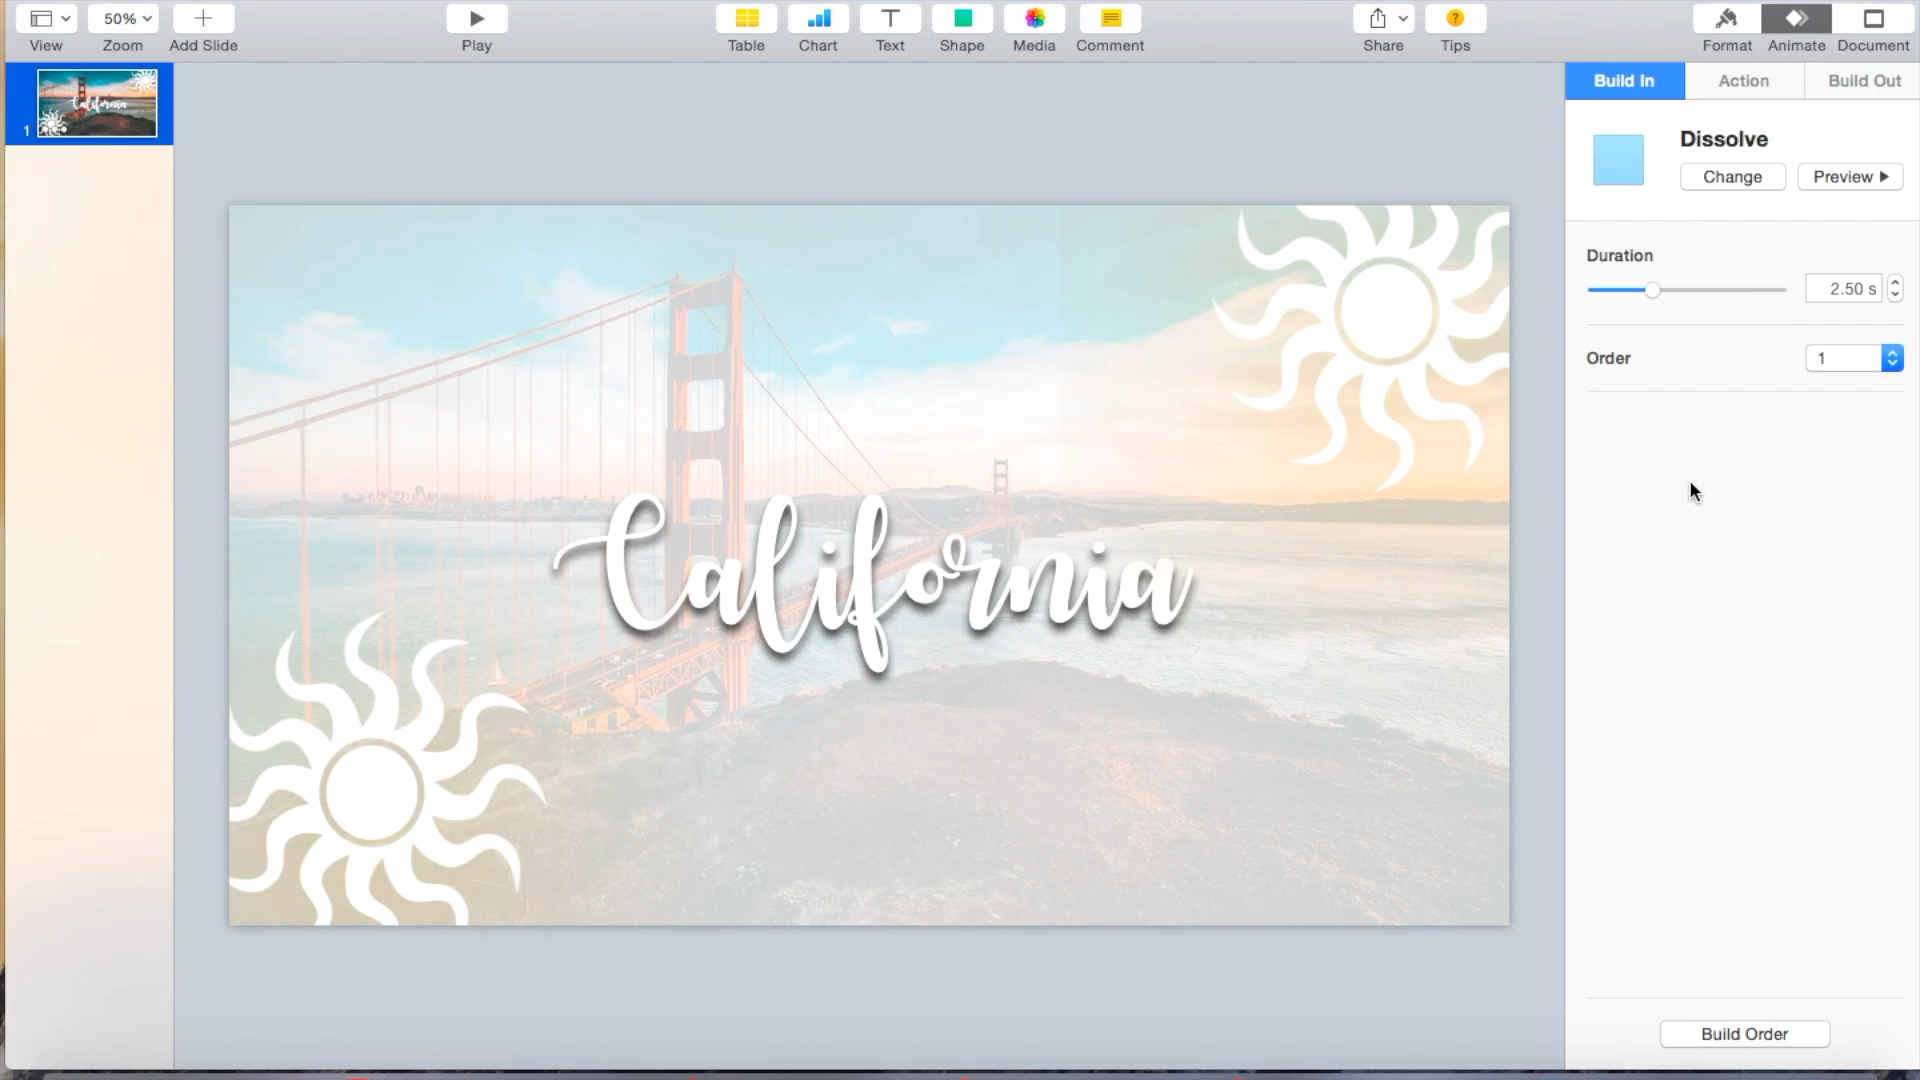 50%
View
Zoom
Add Slide
Play
Table
Chart
Text
Shape
Media
Comment
Share
Tips
Format
Animate
Document
1
California
California
Build In
Action
Build Out
Dissolve
Change
Preview
Duration
2.50 s
Order
1
Build Order